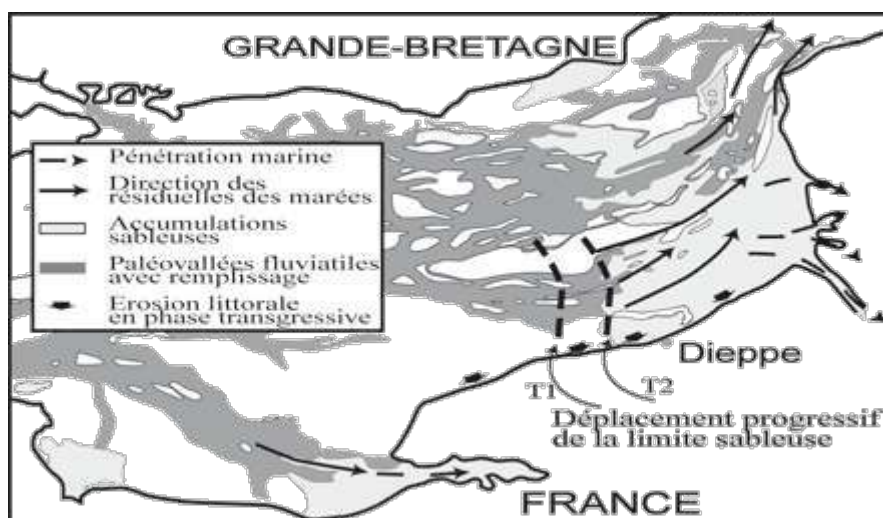 GRANDE-BRETAGNE
Pénétration marine
Direction des
résiduelles des marées
Accumulations
sableuses
Paléovallées fluviatiles
avec remplissage
Erosion littorale
en phase transgressive
Dieppe
T1
T2
Déplacement progressif
de la limite sableuse
FRANCE